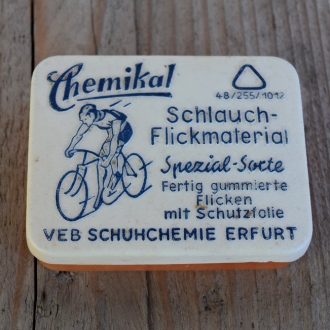 Chemikal
48/255/1012
Schlauch-
Flickmaterial
Spezial-Sorte
Fertig gummierte
Flicken
mit Schutzfolie
VEB SCHUHCHEMIE ERFURT